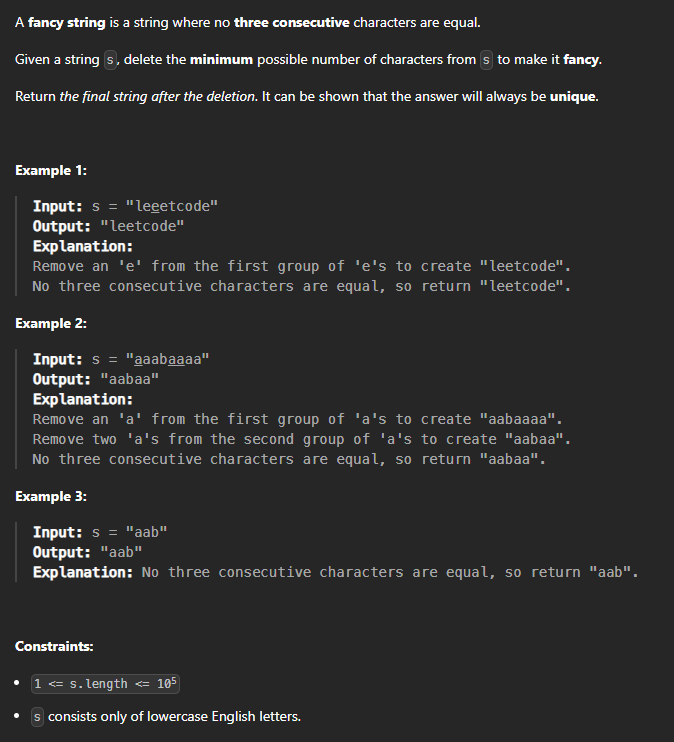 A fancy string is a string where no three consecutive characters are equal.
Given a string s, delete the minimum possible number of characters from s to make it fancy.
Return the final string after the deletion. It can be shown that the answer will always be unique.
Example 1:
Input: s = "leeetcode"
Output: "leetcode"
Explanation:
Remove an 'e' from the first group of 'e's to create "leetcode".
No three consecutive characters are equal, so return "leetcode".
Example 2:
Input: s = "aaabaaaa"
Output: "aabaa"
Explanation:
Remove an 'a' from the first group of 'a's to create "aabaaaa".
Remove two 'a's from the second group of 'a's to create "aabaa".
No three consecutive characters are equal, so return "aabaa".
Example 3:
Input: s = "aab"
Output: "aab"
Explanation: No three consecutive characters are equal, so return "aab".
Constraints:
• 1 <= s.length <= 10⁵
• s consists only of lowercase English letters.